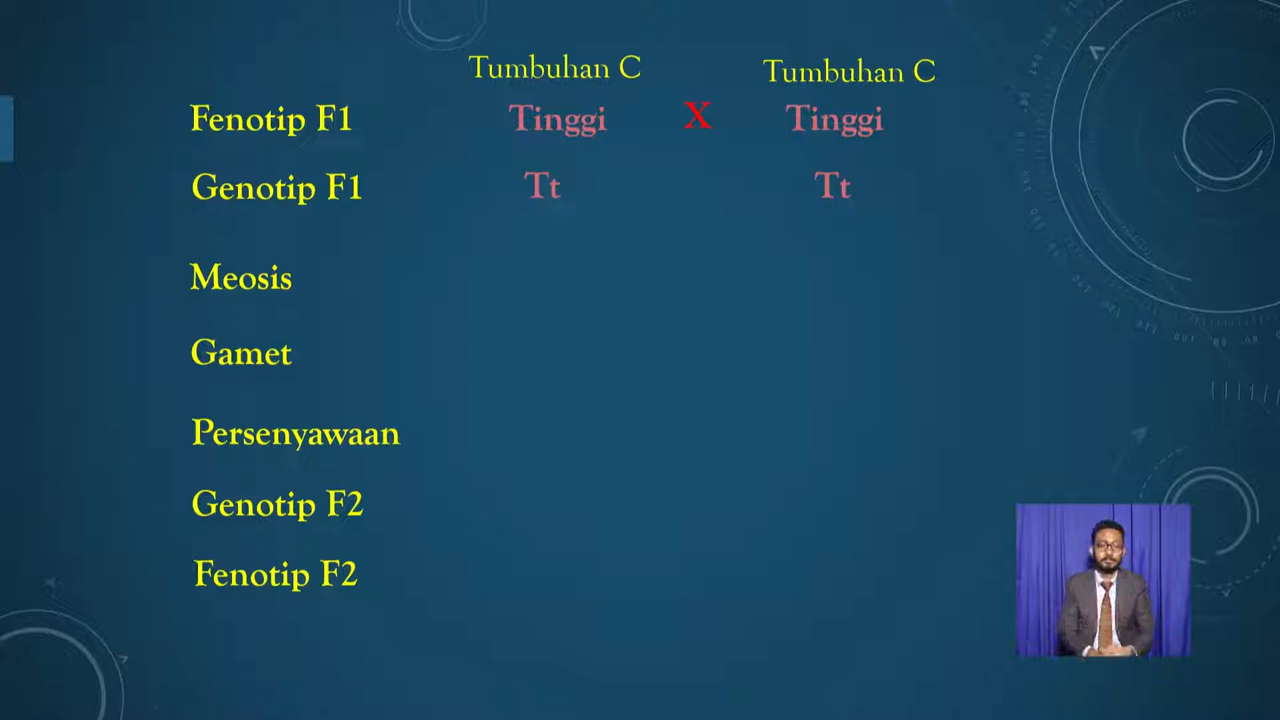 Tumbuhan C Tumbuhan C
Fenotip F1 Tinggi X Tinggi
Genotip F1 Tt Tt
Meosis
Gamet
Persenyawaan
Genotip F2
Fenotip F2